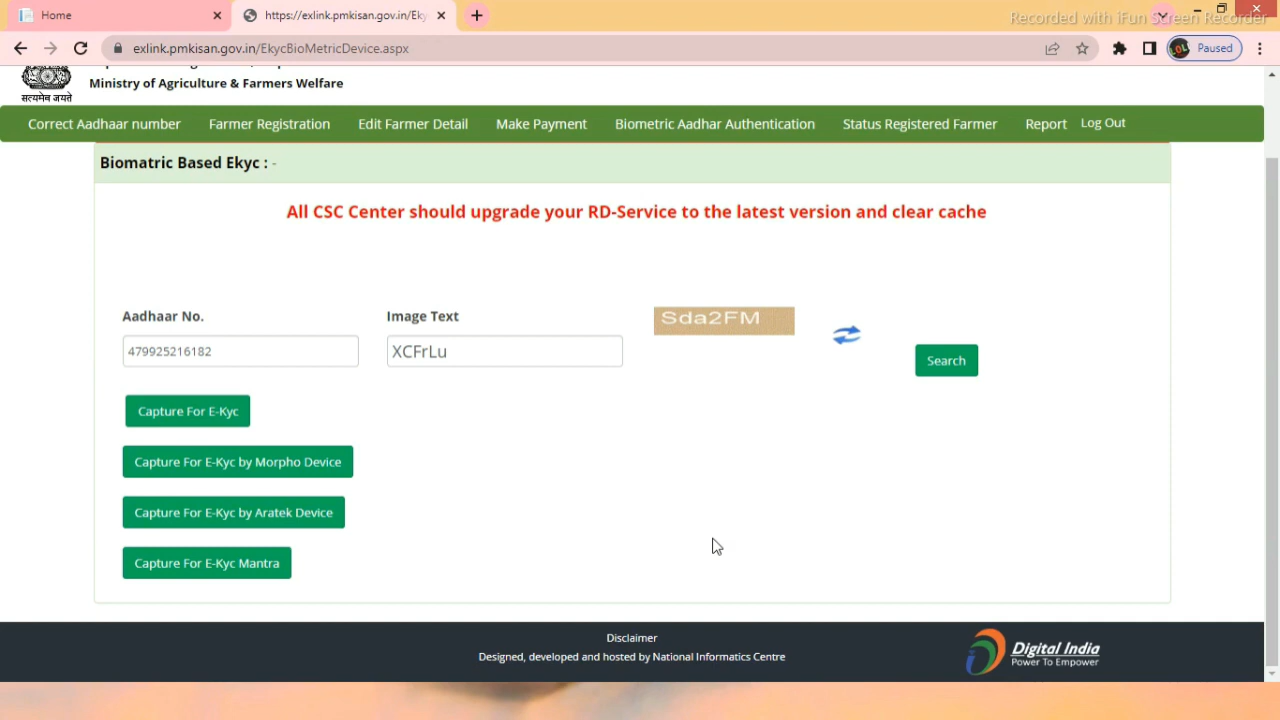 Home
https://exlink.pmkisan.gov.in/Eky
Recorded with iFun Screen Recorder
exlink.pmkisan.gov.in/EkycBioMetricDevice.aspx
LOL
Paused
सत्यमेव जयते
Ministry of Agriculture & Farmers Welfare
Correct Aadhaar number Farmer Registration Edit Farmer Detail Make Payment Biometric Aadhar Authentication Status Registered Farmer Report Log Out
Biomatric Based Ekyc : -
All CSC Center should upgrade your RD-Service to the latest version and clear cache
Aadhaar No. Image Text
Sda2FM
479925216182 XCFrLu
Search
Capture For E-Kyc
Capture For E-Kyc by Morpho Device
Capture For E-Kyc by Aratek Device
Capture For E-Kyc Mantra
Disclaimer
Designed, developed and hosted by National Informatics Centre
Digital India
Power To Empower